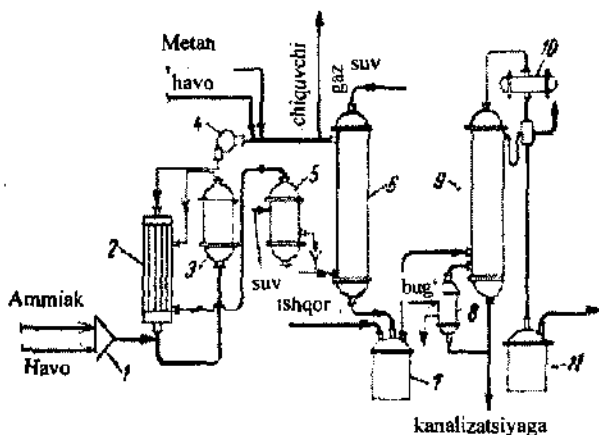 Metan
havo
chiquvchi
gaz
suv
10
4
5
6
9
2
3
suv
ishqor
bug'
8
Ammiak
Havo
1
7
11
kanalizatsiyaga